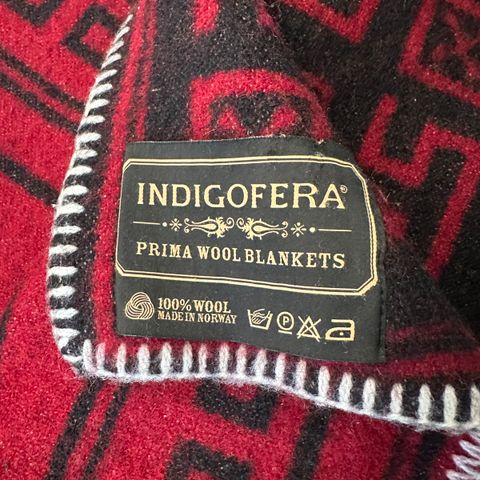 INDIGOFERA®
PRIMA WOOL BLANKETS
100% WOOL
MADE IN NORWAY
P